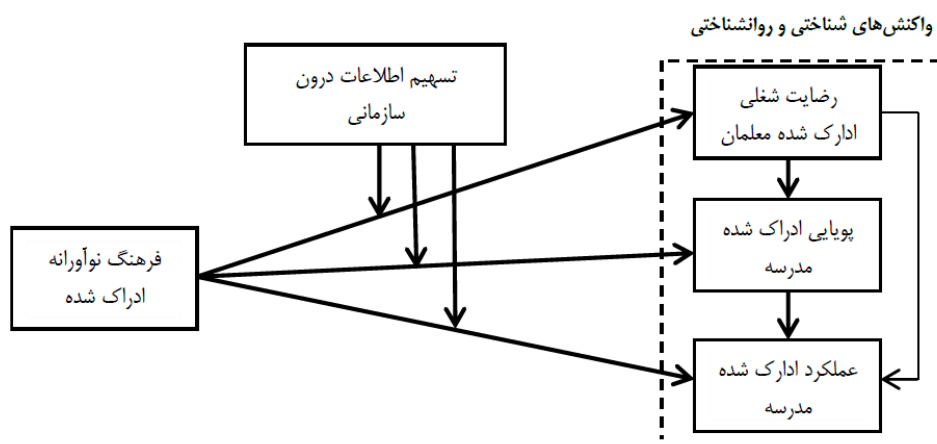 واکنش‌های شناختی و روانشناختی
تسهیم اطلاعات درون
سازمانی
رضایت شغلی
ادارک شده معلمان
پویایی ادراک شده
مدرسه
فرهنگ نوآورانه
ادراک شده
عملکرد ادارک شده
مدرسه